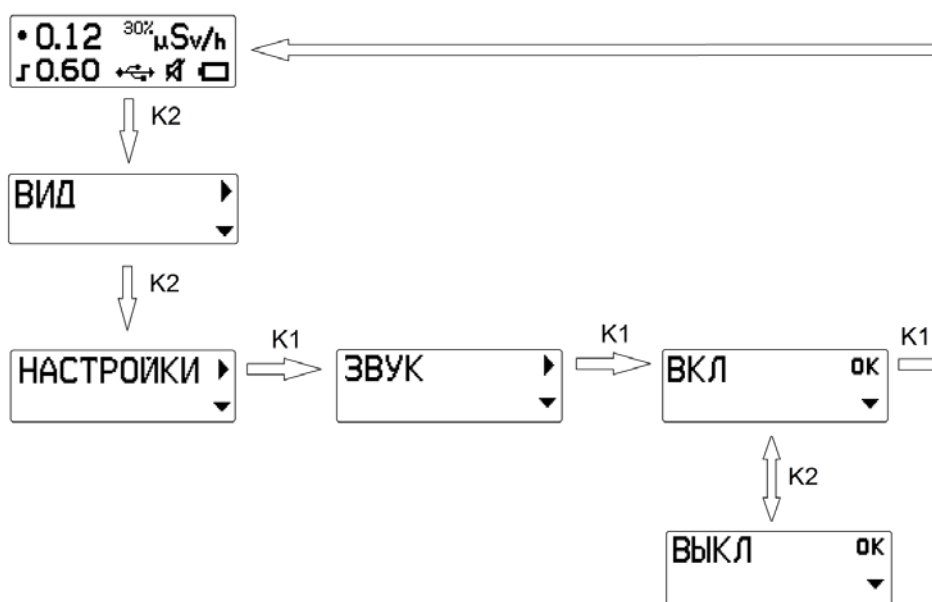 0.12 30% µSv/h
0.60
K2
ВИД
K2
НАСТРОЙКИ
K1
ЗВУК
K1
ВКЛ OK
K1
K2
ВЫКЛ OK